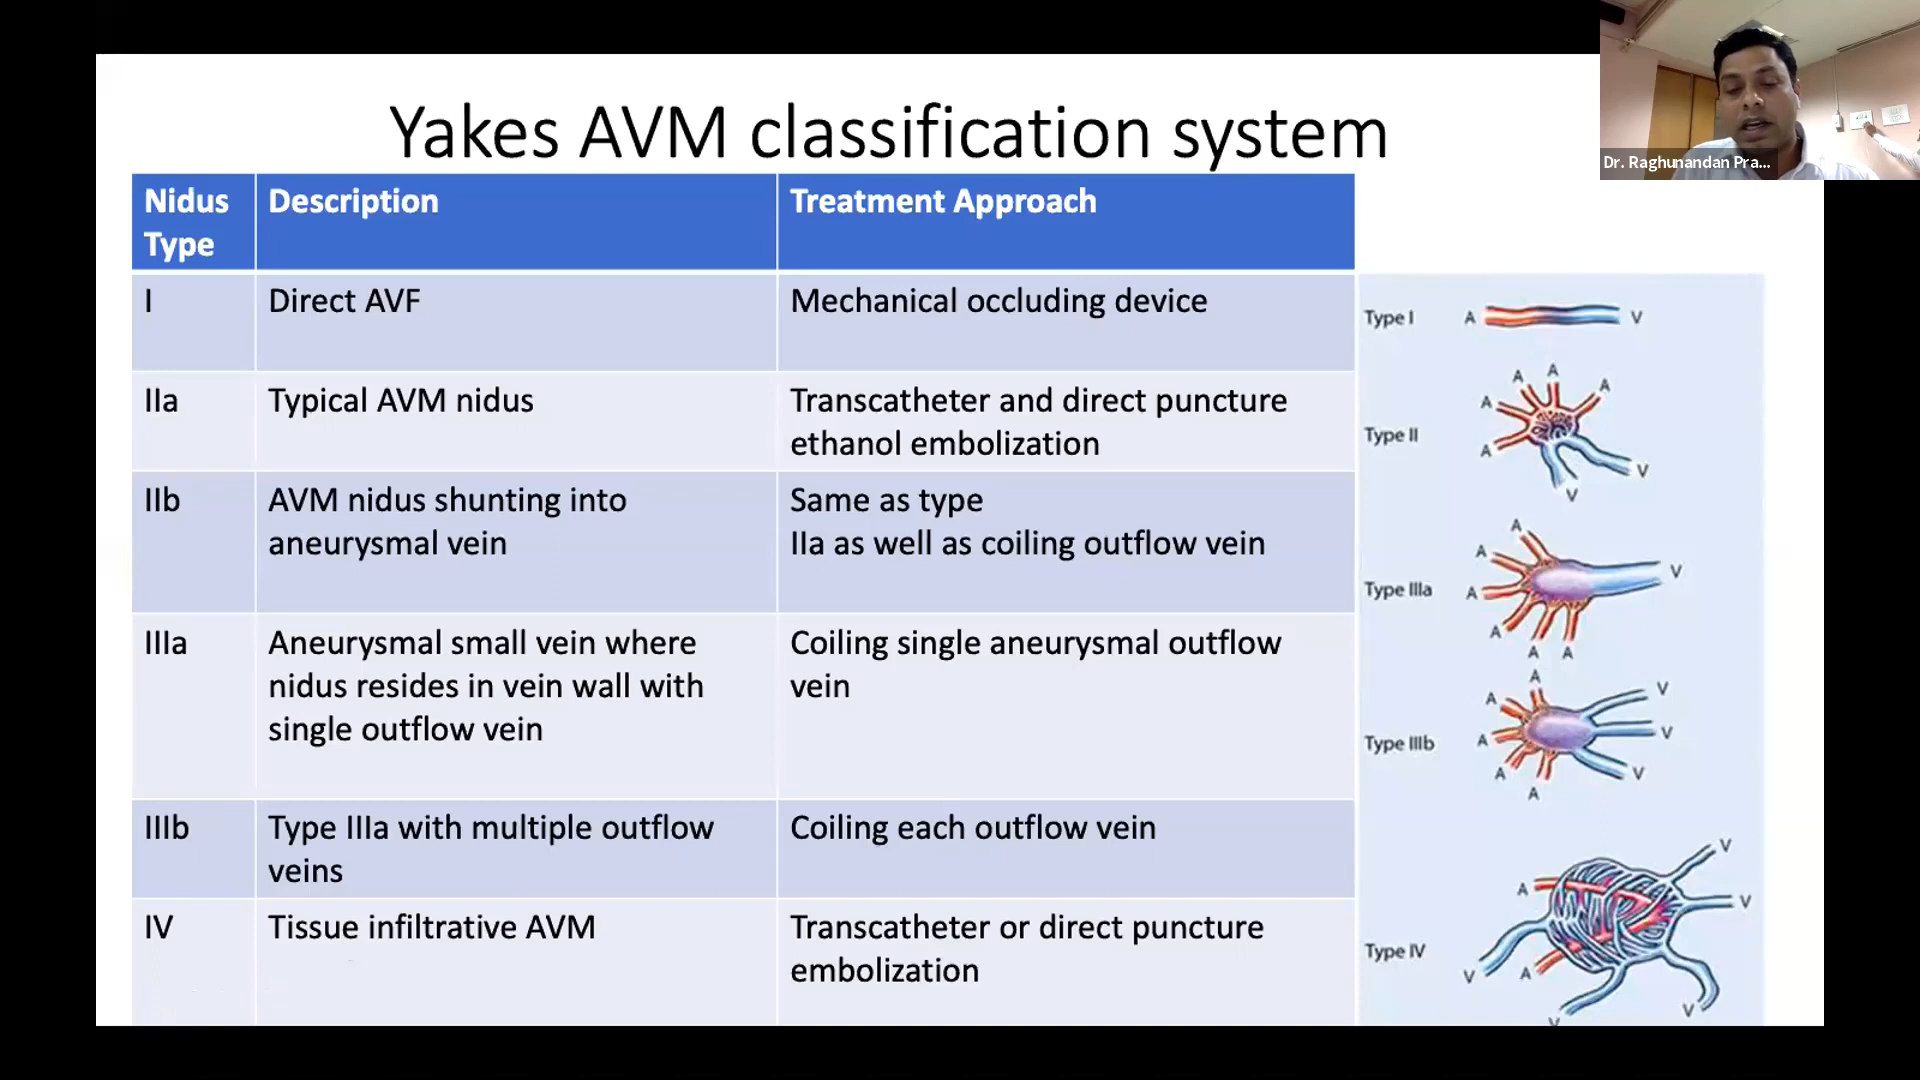 Yakes AVM classification system
Dr. Raghunandan Pra...
Nidus Type
Description
Treatment Approach
I
Direct AVF
Mechanical occluding device
IIa
Typical AVM nidus
Transcatheter and direct puncture
ethanol embolization
IIb
AVM nidus shunting into
aneurysmal vein
Same as type
IIa as well as coiling outflow vein
IIIa
Aneurysmal small vein where
nidus resides in vein wall with
single outflow vein
Coiling single aneurysmal outflow
vein
IIIb
Type IIIa with multiple outflow
veins
Coiling each outflow vein
IV
Tissue infiltrative AVM
Transcatheter or direct puncture
embolization
Type I
A
V
Type II
A
A
A
A
A
V
V
Type IIIa
A
A
A
A
A
A
V
Type IIIb
A
A
A
A
A
V
V
V
Type IV
A
A
V
V
V
V
V